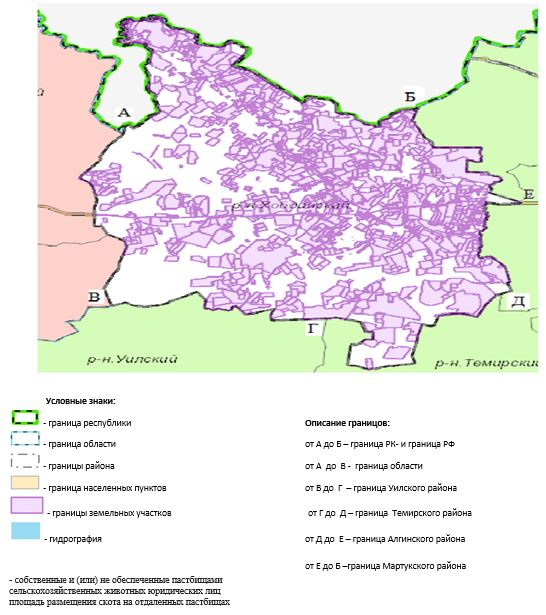 й
А
Б
р-н. Хобдинский
Е
В
Г
Д
р-н. Уилский
р-н. Темирский
Условные знаки:
- граница республики
- граница области
- границы района
- граница населенных пунктов
- границы земельных участков
- гидрография
- собственные и (или) не обеспеченные пастбищами
сельскохозяйственных животных юридических лиц
площадь размещения скота на отдаленных пастбищах
Описание границов:
от А до Б – граница РК- и граница РФ
от А до В - граница области
от В до Г – граница Уилского района
от Г до Д – граница Темирского района
от Д до Е – граница Алгинского района
от Е до Б –граница Мартукского района